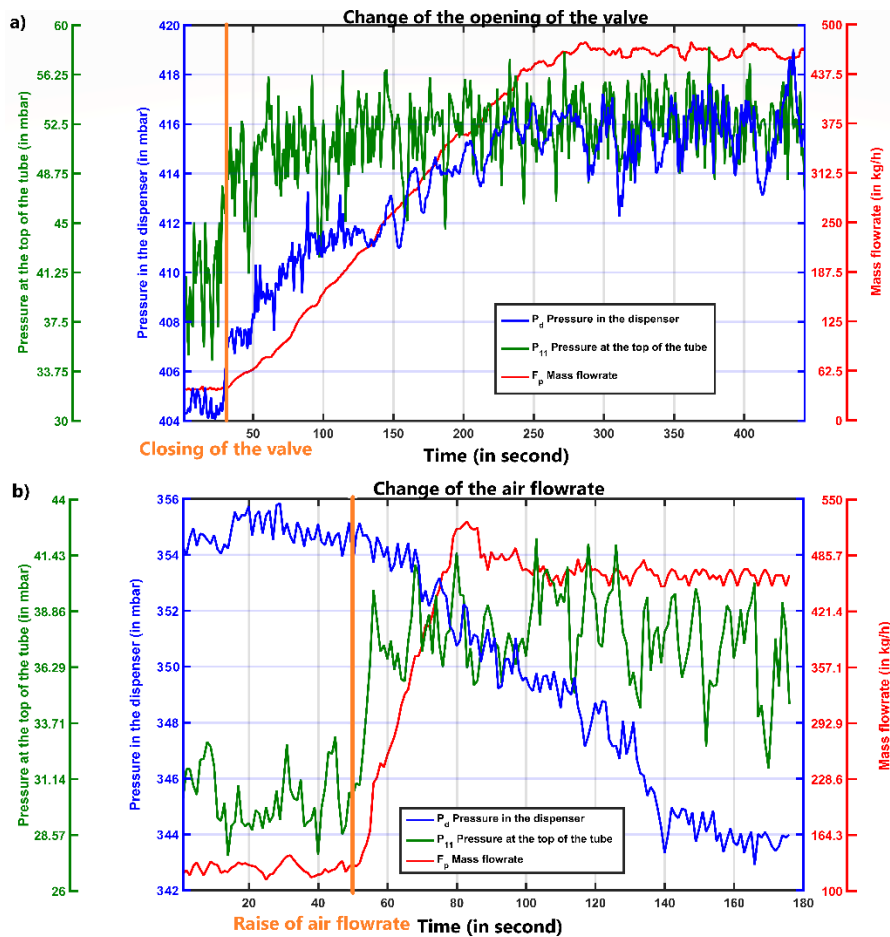 a)
Change of the opening of the valve
Pressure at the top of the tube (in mbar)
60
56.25
52.5
48.75
45
41.25
37.5
33.75
30
Pressure in the dispenser (in mbar)
420
418
416
414
412
410
408
406
404
500
437.5
375
312.5
250
187.5
125
62.5
0
Mass flowrate (in kg/h)
P_d Pressure in the dispenser
P_11 Pressure at the top of the tube
F_p Mass flowrate
50 100 150 200 250 300 350 400
Closing of the valve
Time (in second)
b)
Change of the air flowrate
Pressure at the top of the tube (in mbar)
44
41.43
38.86
36.29
33.71
31.14
28.57
26
Pressure in the dispenser (in mbar)
356
354
352
350
348
346
344
342
550
485.7
421.4
357.1
292.9
228.6
164.3
100
Mass flowrate (in kg/h)
P_d Pressure in the dispenser
P_11 Pressure at the top of the tube
F_p Mass flowrate
20 40 60 80 100 120 140 160 180
Raise of air flowrate
Time (in second)